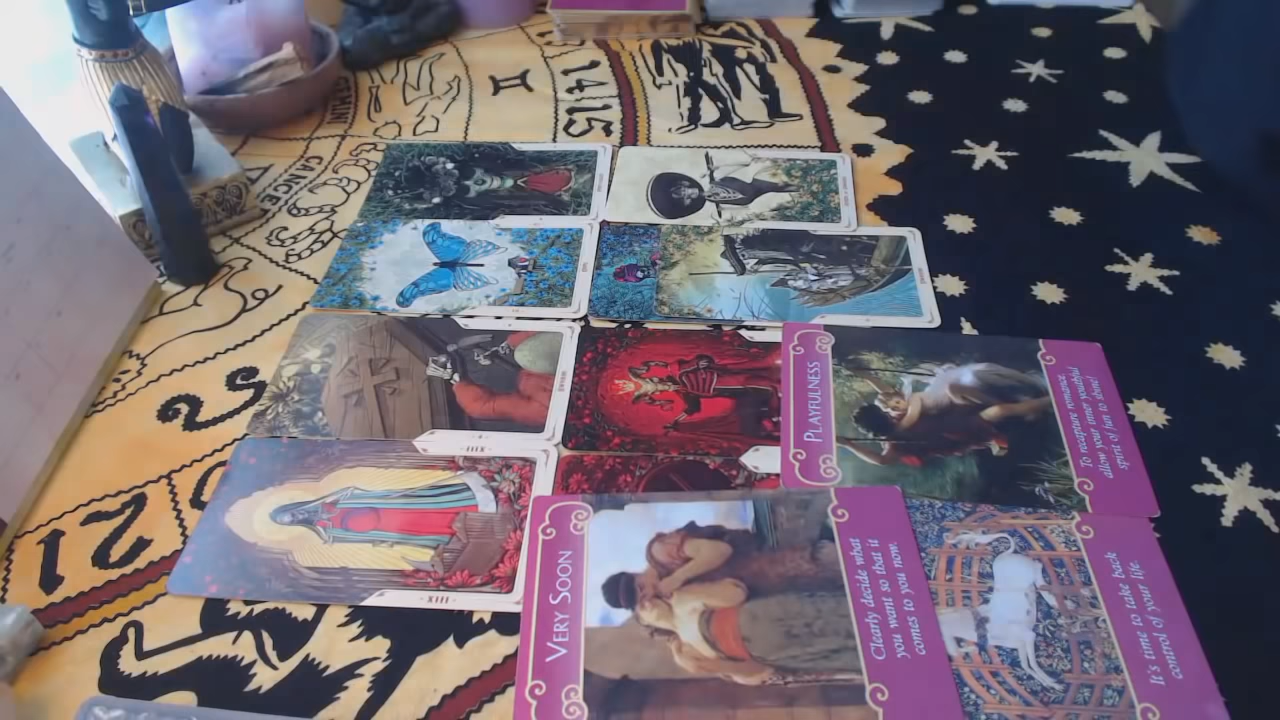 GEMINI
14 15
CANCE
21
XIII
XIII
PLAYFULNESS
To recapture romance,
allow your inner youthful
spirit of fun to shine!
VERY SOON
Clearly decide what
you want so that it
comes to you now.
It's time to take back
control of your life.